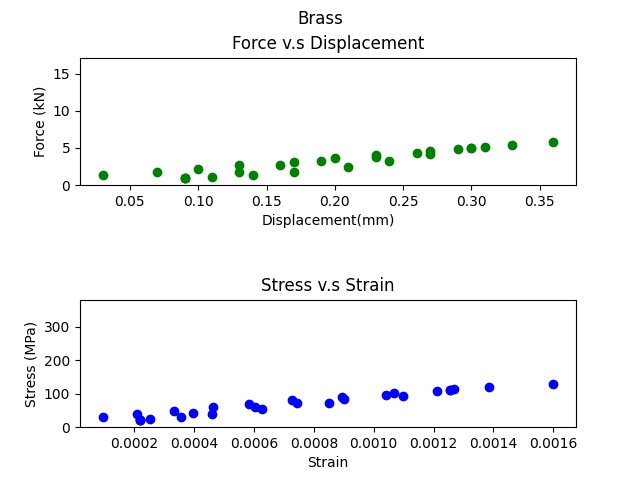 Brass
Force v.s Displacement
15
10
5
0
Force (kN)
0.05 0.10 0.15 0.20 0.25 0.30 0.35
Displacement(mm)
Stress v.s Strain
300
200
100
0
Stress (MPa)
0.0002 0.0004 0.0006 0.0008 0.0010 0.0012 0.0014 0.0016
Strain